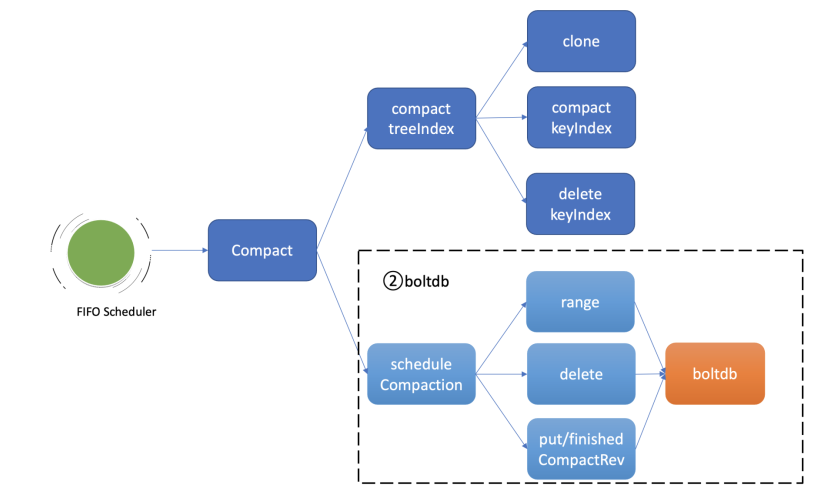 clone
compact
treeIndex
compact
keyIndex
delete
keyIndex
Compact
FIFO Scheduler
②boltdb
range
schedule
Compaction
delete
boltdb
put/finished
CompactRev